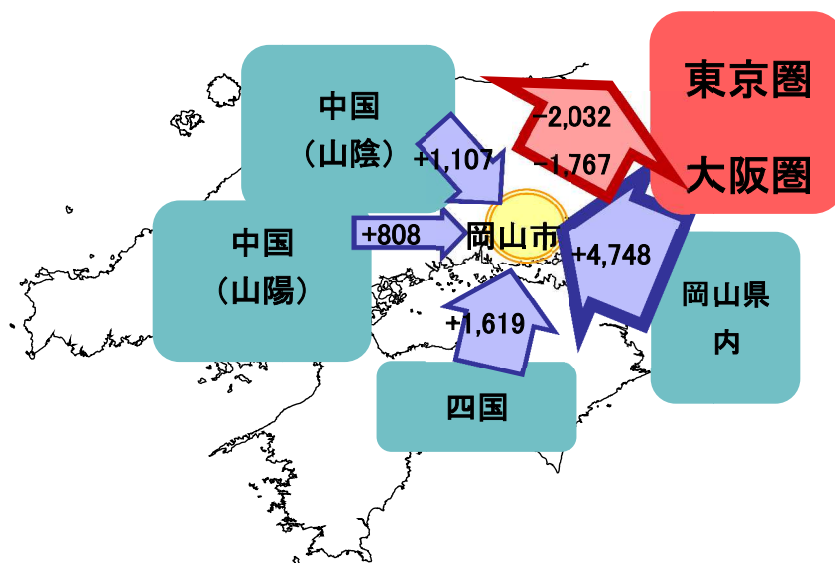 東京圏
大阪圏
中国
（山陰）
−2,032
−1,767
+1,107
中国
（山陽）
+808
岡山市
+4,748
岡山県
内
+1,619
四国